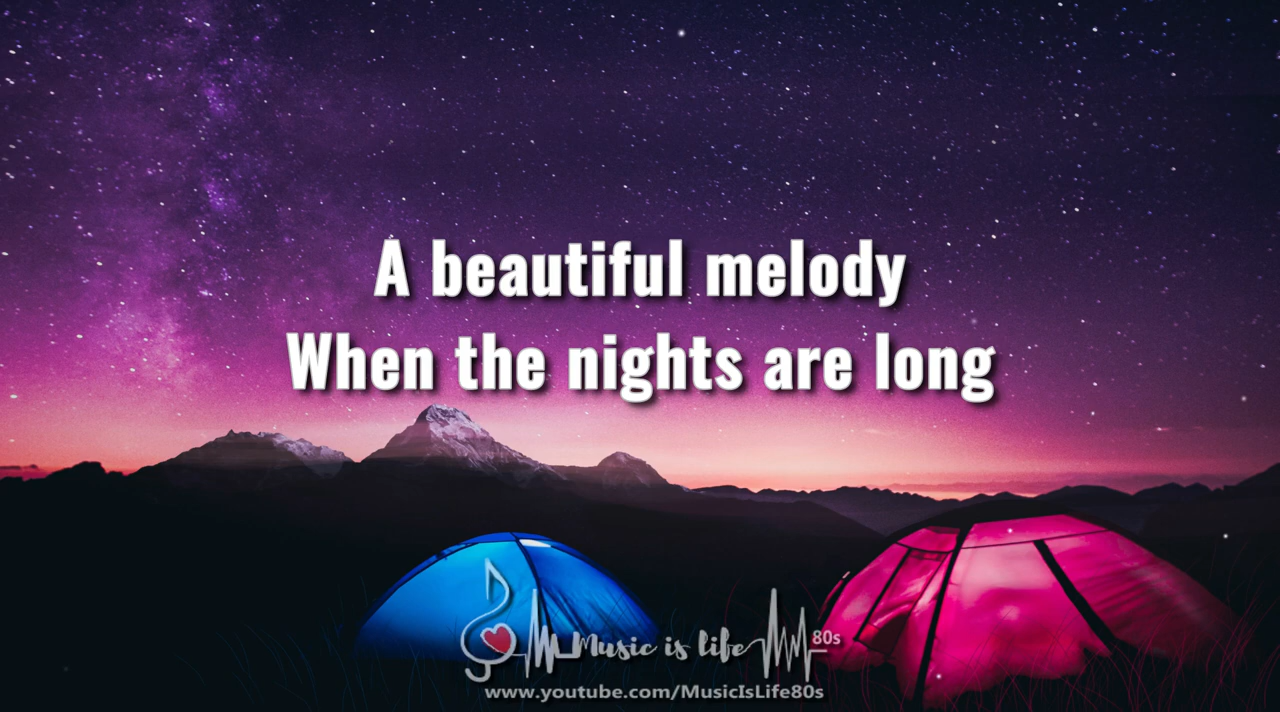 A beautiful melody
When the nights are long
Music is life 80s
www.youtube.com/MusicIsLife80s